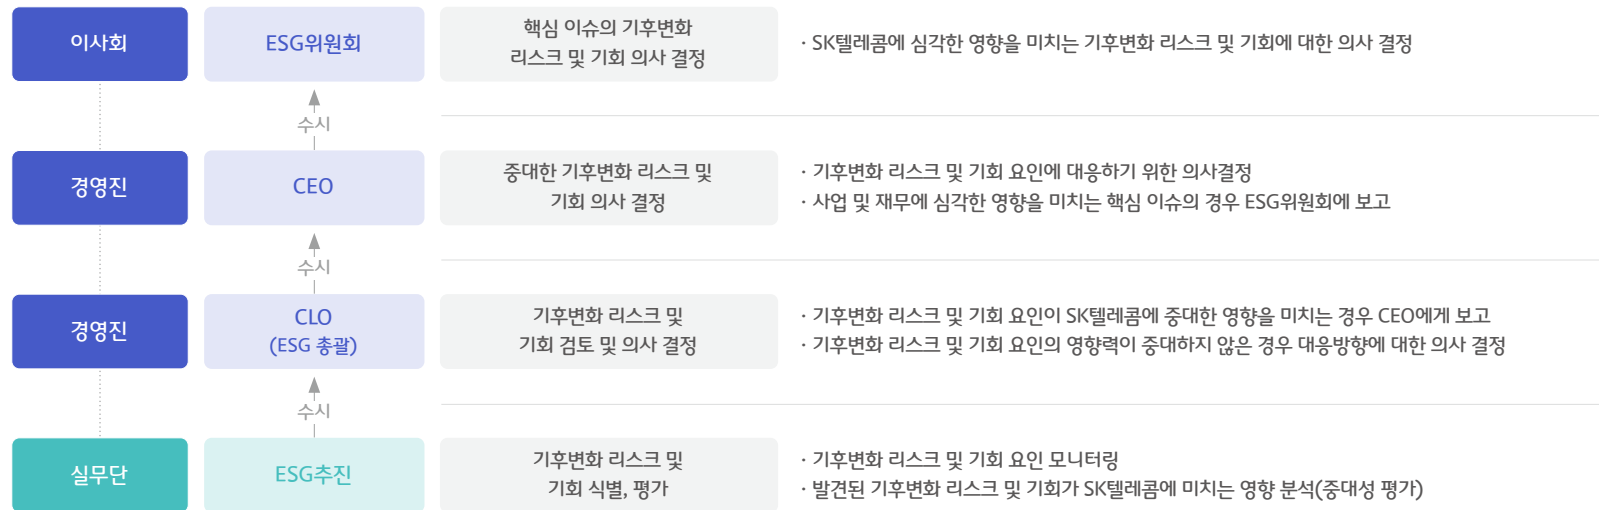 이사회
ESG위원회
핵심 이슈의 기후변화
리스크 및 기회 의사 결정
· SK텔레콤에 심각한 영향을 미치는 기후변화 리스크 및 기회에 대한 의사 결정
수시
경영진
CEO
중대한 기후변화 리스크 및
기회 의사 결정
· 기후변화 리스크 및 기회 요인에 대응하기 위한 의사결정
· 사업 및 재무에 심각한 영향을 미치는 핵심 이슈의 경우 ESG위원회에 보고
수시
경영진
CLO
(ESG 총괄)
기후변화 리스크 및
기회 검토 및 의사 결정
· 기후변화 리스크 및 기회 요인이 SK텔레콤에 중대한 영향을 미치는 경우 CEO에게 보고
· 기후변화 리스크 및 기회 요인의 영향력이 중대하지 않은 경우 대응방향에 대한 의사 결정
수시
실무단
ESG추진
기후변화 리스크 및
기회 식별, 평가
· 기후변화 리스크 및 기회 요인 모니터링
· 발견된 기후변화 리스크 및 기회가 SK텔레콤에 미치는 영향 분석(중대성 평가)